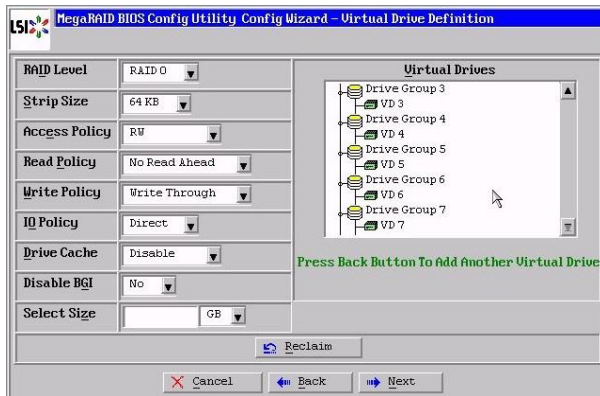 LSI
MegaRAID BIOS Config Utility Config Wizard - Virtual Drive Definition
RAID Level RAID 0
Strip Size 64 KB
Access Policy RW
Read Policy No Read Ahead
Write Policy Write Through
IO Policy Direct
Drive Cache Disable
Disable BGI No
Select Size GB
Virtual Drives
Drive Group 3
VD 3
Drive Group 4
VD 4
Drive Group 5
VD 5
Drive Group 6
VD 6
Drive Group 7
VD 7
Press Back Button To Add Another Virtual Drive
Reclaim
Cancel Back Next